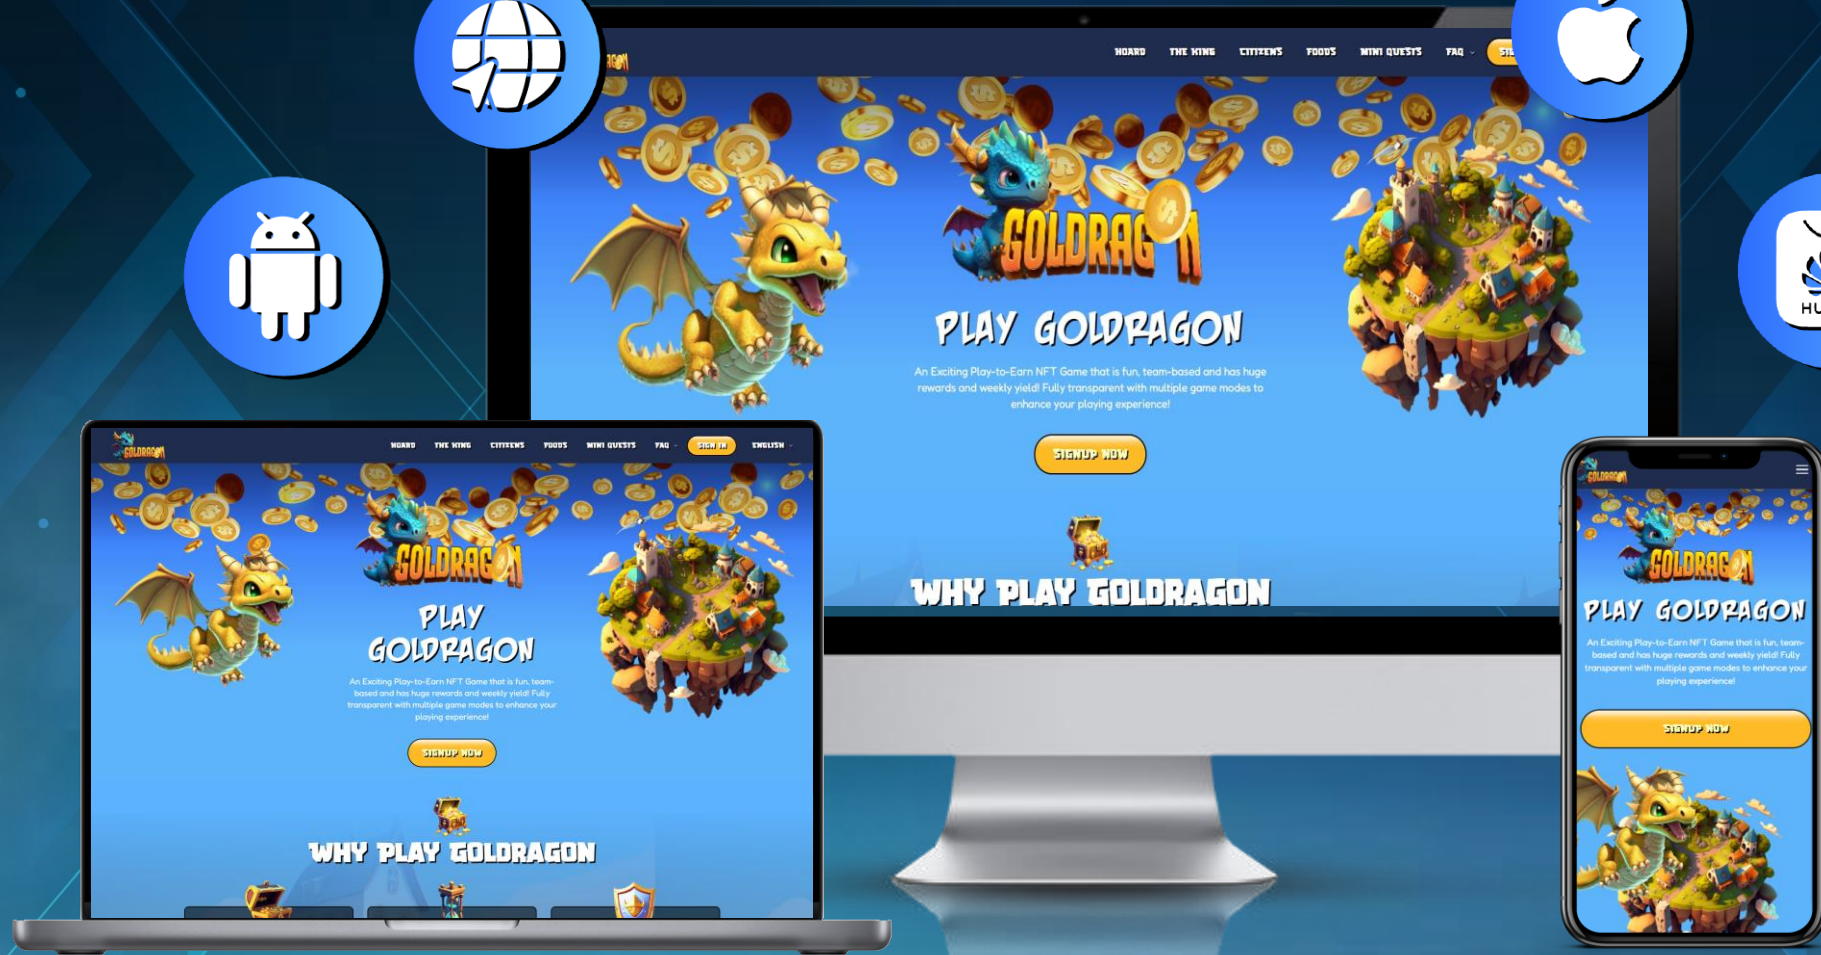 HOARD THE KING CITIZENS FOODS MINI QUESTS FAQ
GOLDRAGON
PLAY GOLDRAGON
An Exciting Play-to-Earn NFT Game that is fun, team-based and has huge
rewards and weekly yield! Fully transparent with multiple game modes to
enhance your playing experience!
SIGNUP NOW
WHY PLAY GOLDRAGON
GOLDRAGON
HOARD THE KING CITIZENS FOODS MINI QUESTS FAQ SIGN IN ENGLISH
GOLDRAGON
PLAY
GOLDRAGON
An Exciting Play-to-Earn NFT Game that is fun, team-
based and has huge rewards and weekly yield! Fully
transparent with multiple game modes to enhance your
playing experience!
SIGNUP NOW
WHY PLAY GOLDRAGON
GOLDRAGON
GOLDRAGON
PLAY GOLDRAGON
An Exciting Play-to-Earn NFT Game that is fun, team-
based and has huge rewards and weekly yield! Fully
transparent with multiple game modes to enhance your
playing experience!
SIGNUP NOW